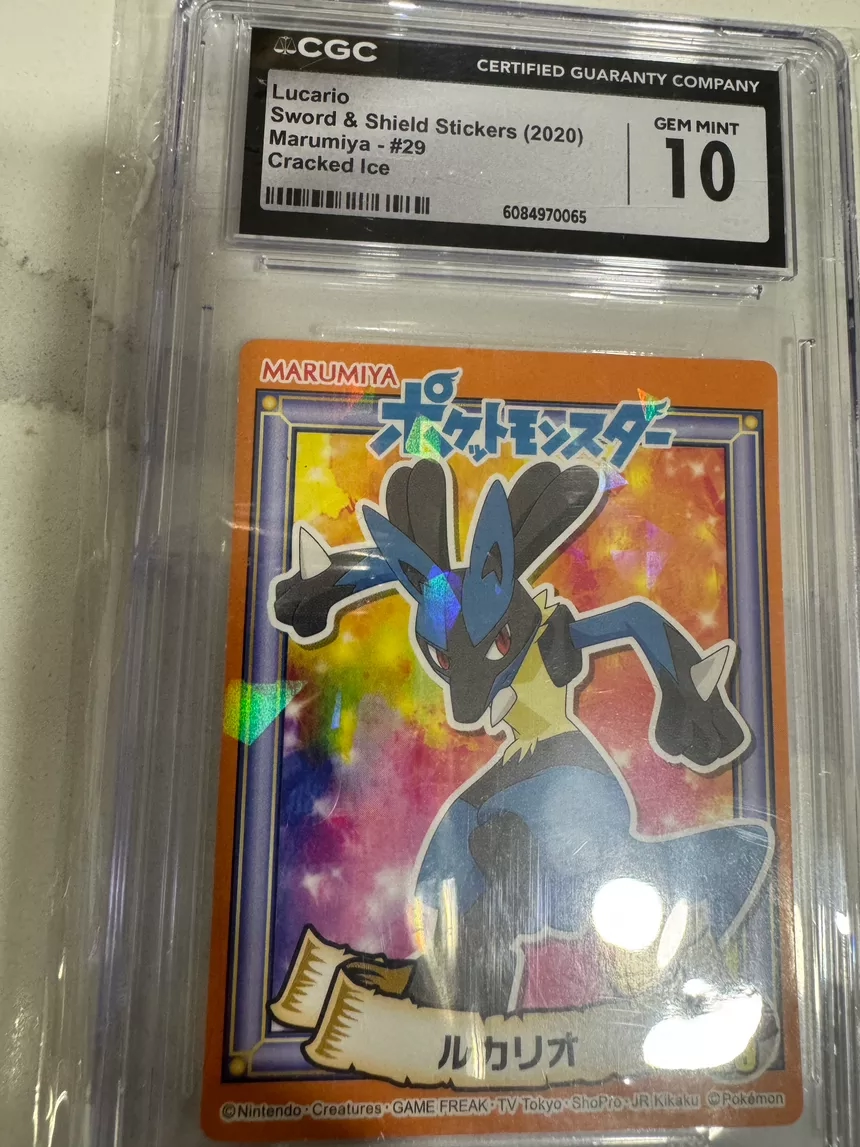 CGC
CERTIFIED GUARANTY COMPANY
Lucario
Sword & Shield Stickers (2020)
Marumiya - #29
Cracked Ice
GEM MINT
10
6084970065
MARUMIYA
ポケットモンスター
ルカリオ
©Nintendo・Creatures・GAME FREAK・TV Tokyo・ShoPro・JR Kikaku ©Pokémon